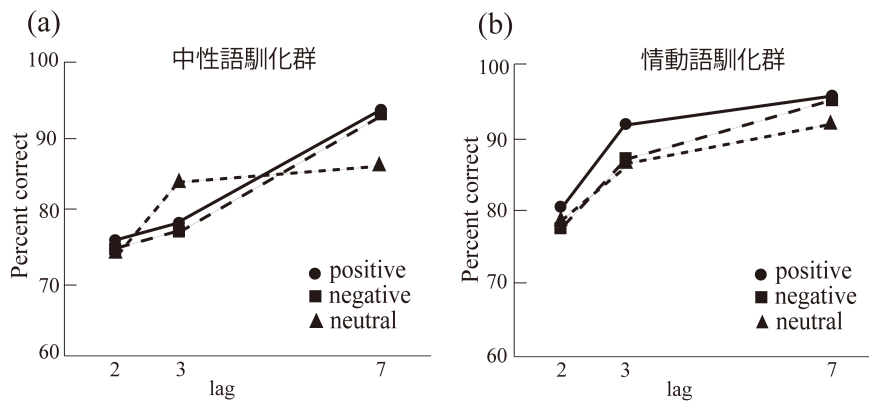 (a)
中性語馴化群
Percent correct
100
90
80
70
60
2 3 7
lag
positive
negative
neutral
(b)
情動語馴化群
Percent correct
100
90
80
70
60
2 3 7
lag
positive
negative
neutral